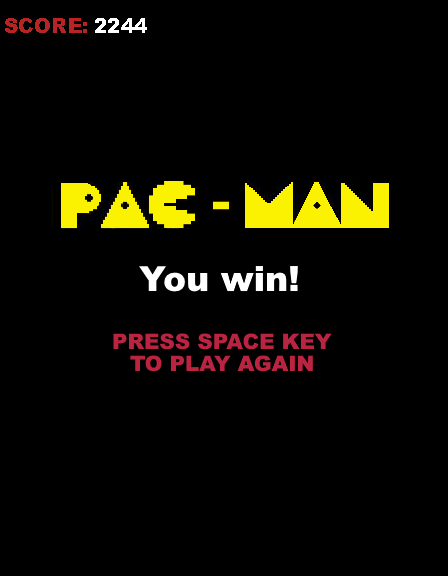 SCORE: 2244
PAC-MAN
You win!
PRESS SPACE KEY
TO PLAY AGAIN